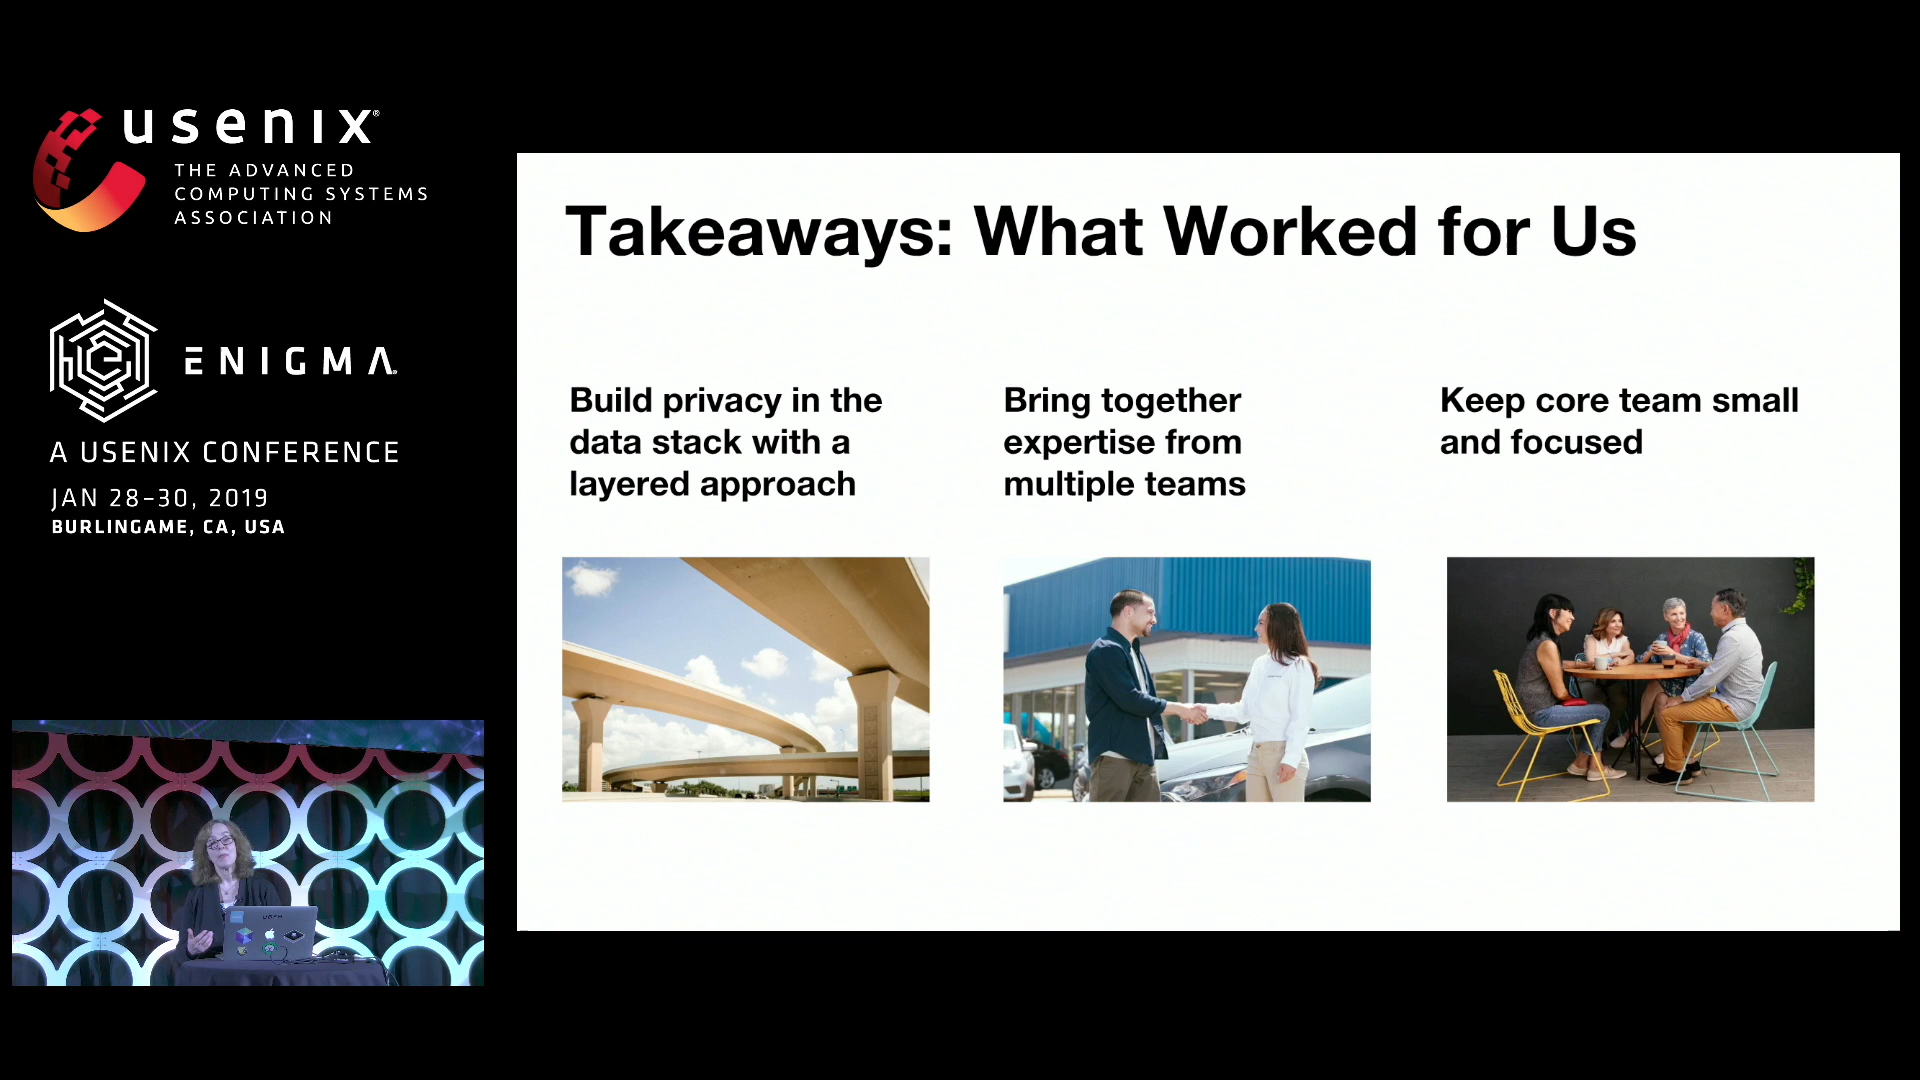 usenix®
THE ADVANCED
COMPUTING SYSTEMS
ASSOCIATION
ENIGMA
A USENIX CONFERENCE
JAN 28–30, 2019
BURLINGAME, CA, USA
Takeaways: What Worked for Us
Build privacy in the
data stack with a
layered approach
Bring together
expertise from
multiple teams
Keep core team small
and focused